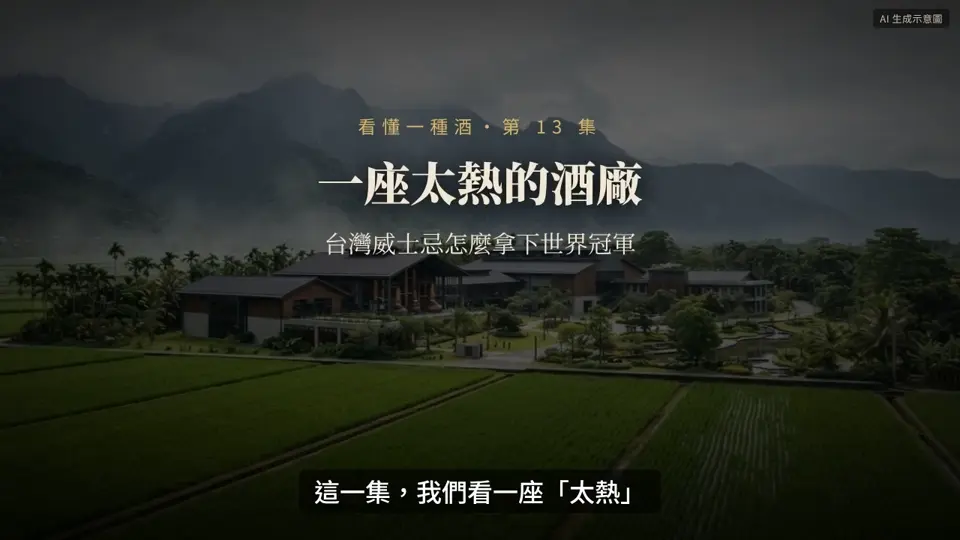 AI 生成示意圖
看懂一種酒・第 13 集
一座太熱的酒廠
台灣威士忌怎麼拿下世界冠軍
這一集，我們看一座「太熱」